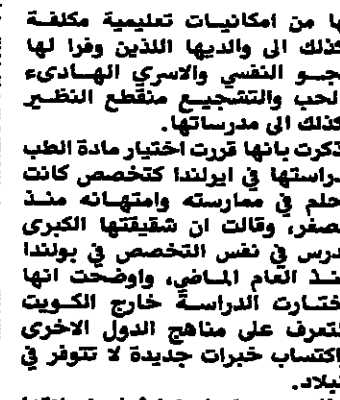 ها من امكانيات تعليمية مكلفة
كذلك الى والديها اللذين وفرا لها
جو النفسي والاسري الهادىء
لحب والتشجيع منقطع النظير
كذلك الى مدرساتها.
ذكرت بانها قررت اختيار مادة الطب
دراستها في ايرلندا كتخصص كانت
حلم في ممارسته وامتهانه منذ
صغر، وقالت ان شقيقتها الكبرى
درس في نفس التخصص في بولندا
نذ العام الماضي، واوضحت انها
ختارت الدراسة خارج الكويت
لتعرف على مناهج الدول الاخرى
اكتساب خبرات جديدة لا تتوفر في
بلاد.